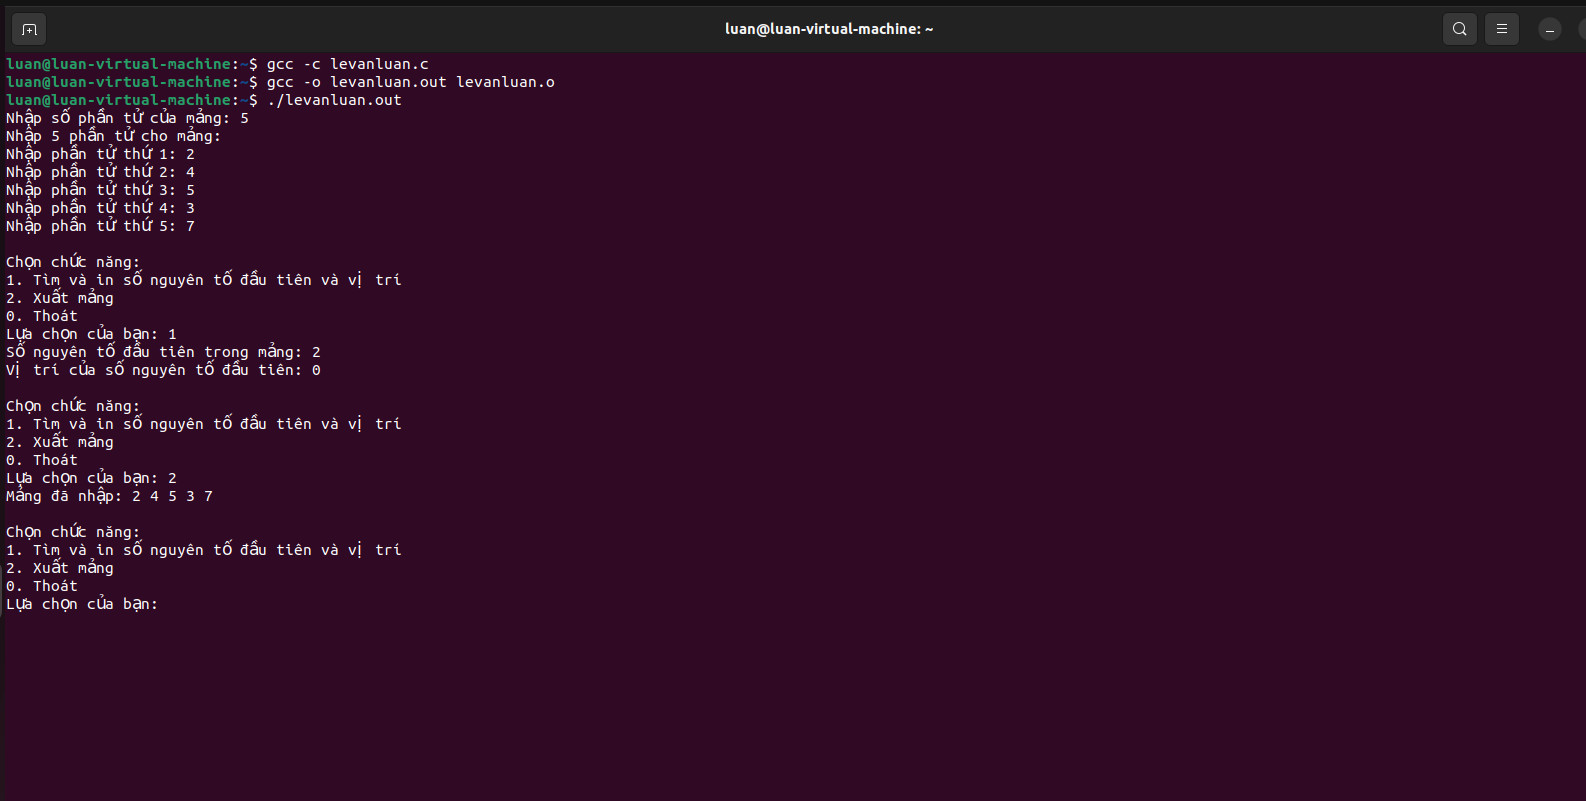 luan@luan-virtual-machine: ~
luan@luan-virtual-machine:~$ gcc -c levanluan.c
luan@luan-virtual-machine:~$ gcc -o levanluan.out levanluan.o
luan@luan-virtual-machine:~$ ./levanluan.out
Nhập số phần tử của mảng: 5
Nhập 5 phần tử cho mảng:
Nhập phần tử thứ 1: 2
Nhập phần tử thứ 2: 4
Nhập phần tử thứ 3: 5
Nhập phần tử thứ 4: 3
Nhập phần tử thứ 5: 7
Chọn chức năng:
1. Tìm và in số nguyên tố đầu tiên và vị trí
2. Xuất mảng
0. Thoát
Lựa chọn của bạn: 1
Số nguyên tố đầu tiên trong mảng: 2
Vị trí của số nguyên tố đầu tiên: 0
Chọn chức năng:
1. Tìm và in số nguyên tố đầu tiên và vị trí
2. Xuất mảng
0. Thoát
Lựa chọn của bạn: 2
Mảng đã nhập: 2 4 5 3 7
Chọn chức năng:
1. Tìm và in số nguyên tố đầu tiên và vị trí
2. Xuất mảng
0. Thoát
Lựa chọn của bạn: